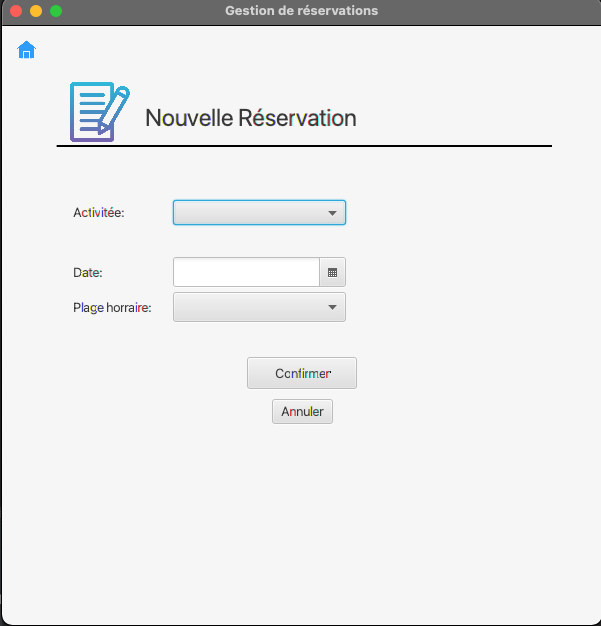 Gestion de réservations
Nouvelle Réservation
Activitée:
Date:
Plage horraire:
Confirmer
Annuler